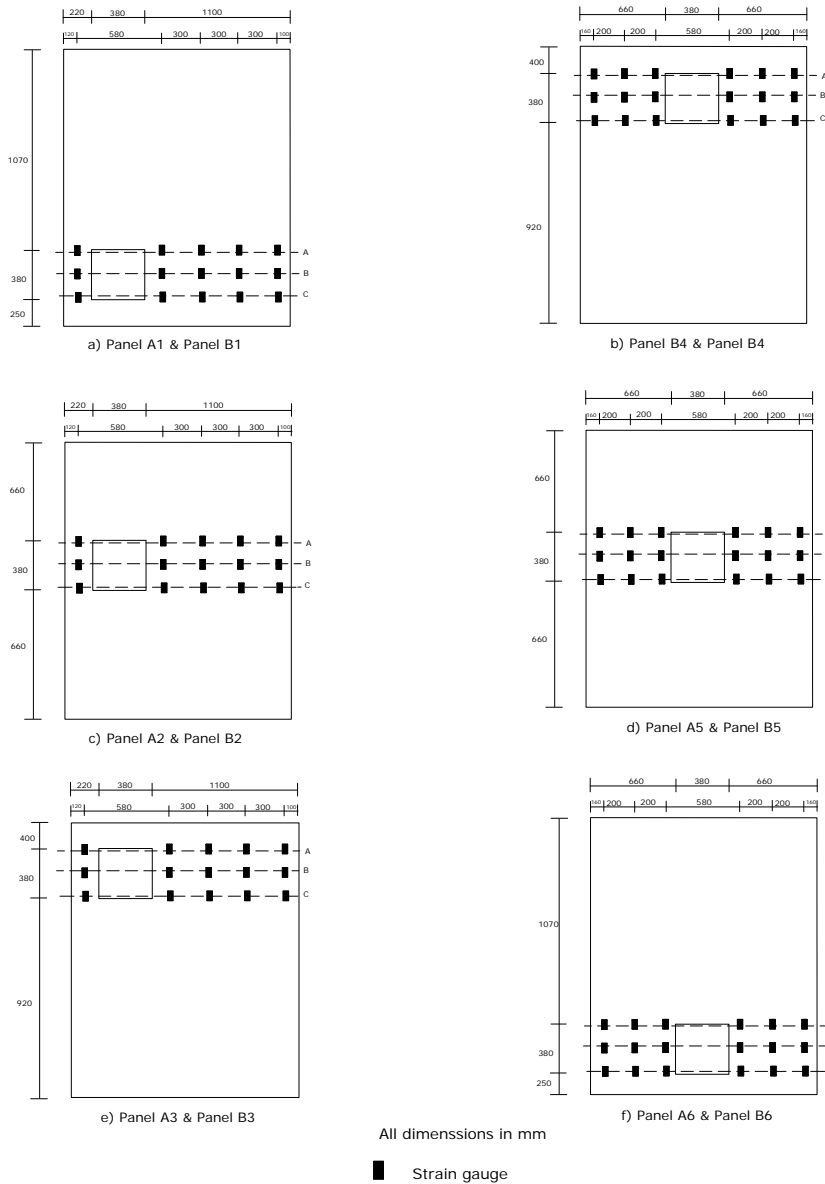 220 380 1100
120 580 300 300 300 100
1070
380
250
A
B
C
a) Panel A1 & Panel B1
660 380 660
160 200 200 580 200 200 160
400
380
920
A
B
C
b) Panel B4 & Panel B4
220 380 1100
120 580 300 300 300 100
660
380
660
A
B
C
c) Panel A2 & Panel B2
660 380 660
160 200 200 580 200 200 160
660
380
660
d) Panel A5 & Panel B5
220 380 1100
120 580 300 300 300 100
400
380
920
A
B
C
e) Panel A3 & Panel B3
660 380 660
160 200 200 580 200 200 160
1070
380
250
f) Panel A6 & Panel B6
All dimenssions in mm
Strain gauge